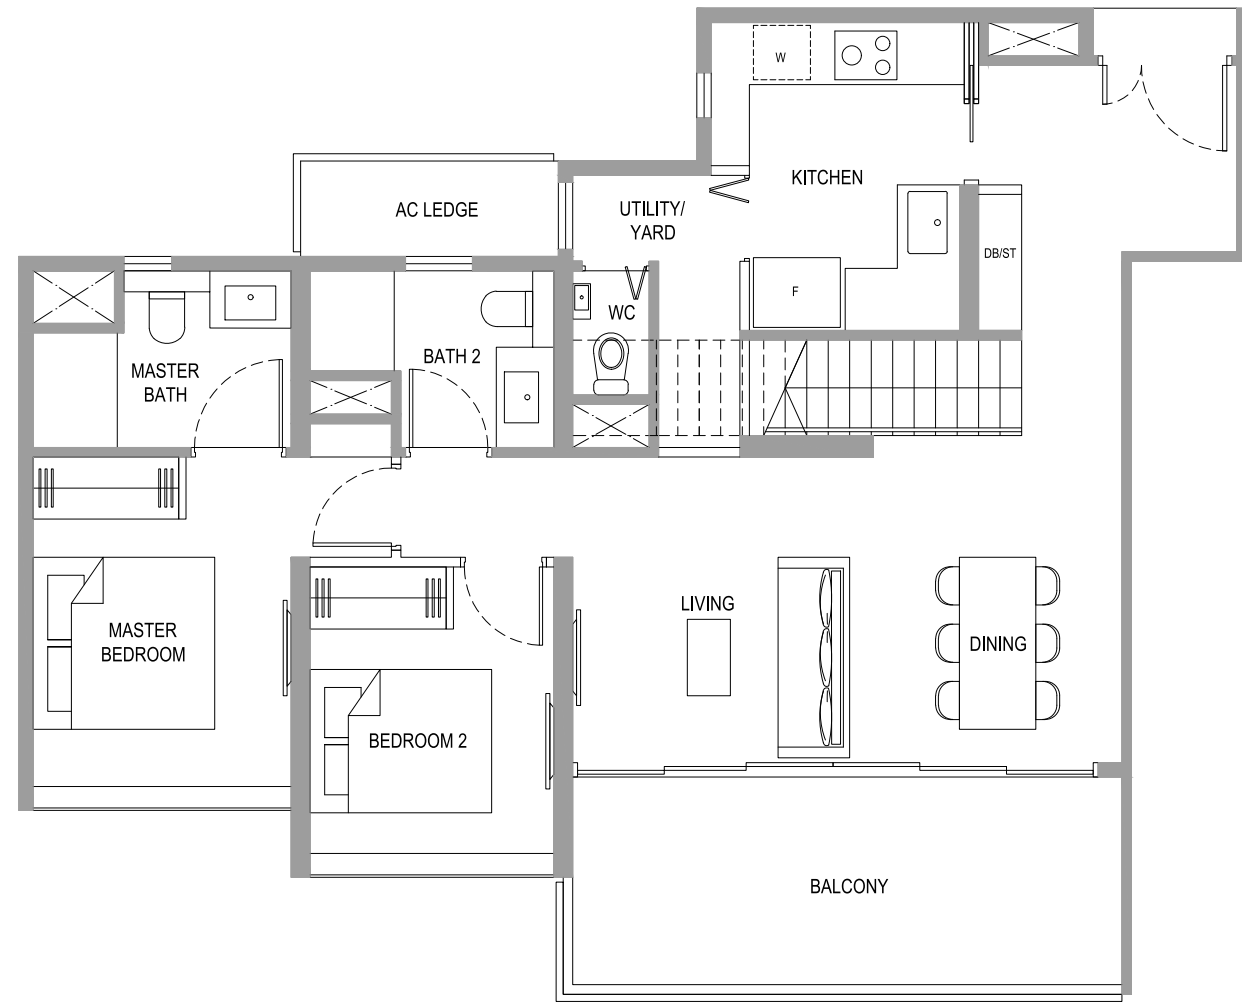 W
KITCHEN
AC LEDGE
UTILITY/
YARD
DB/ST
F
WC
BATH 2
MASTER
BATH
LIVING
MASTER
BEDROOM
DINING
BEDROOM 2
BALCONY